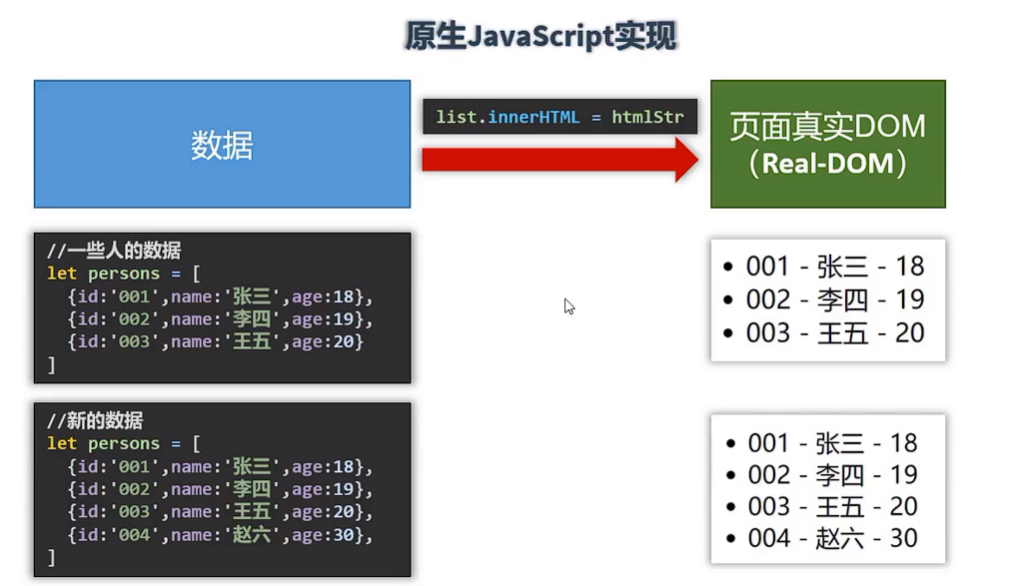 原生JavaScript实现
数据
list.innerHTML = htmlStr
页面真实DOM
（Real-DOM）
//一些人的数据
let persons = [
{id:'001',name:'张三',age:18},
{id:'002',name:'李四',age:19},
{id:'003',name:'王五',age:20}
]
• 001 - 张三 - 18
• 002 - 李四 - 19
• 003 - 王五 - 20
//新的数据
let persons = [
{id:'001',name:'张三',age:18},
{id:'002',name:'李四',age:19},
{id:'003',name:'王五',age:20},
{id:'004',name:'赵六',age:30},
]
• 001 - 张三 - 18
• 002 - 李四 - 19
• 003 - 王五 - 20
• 004 - 赵六 - 30